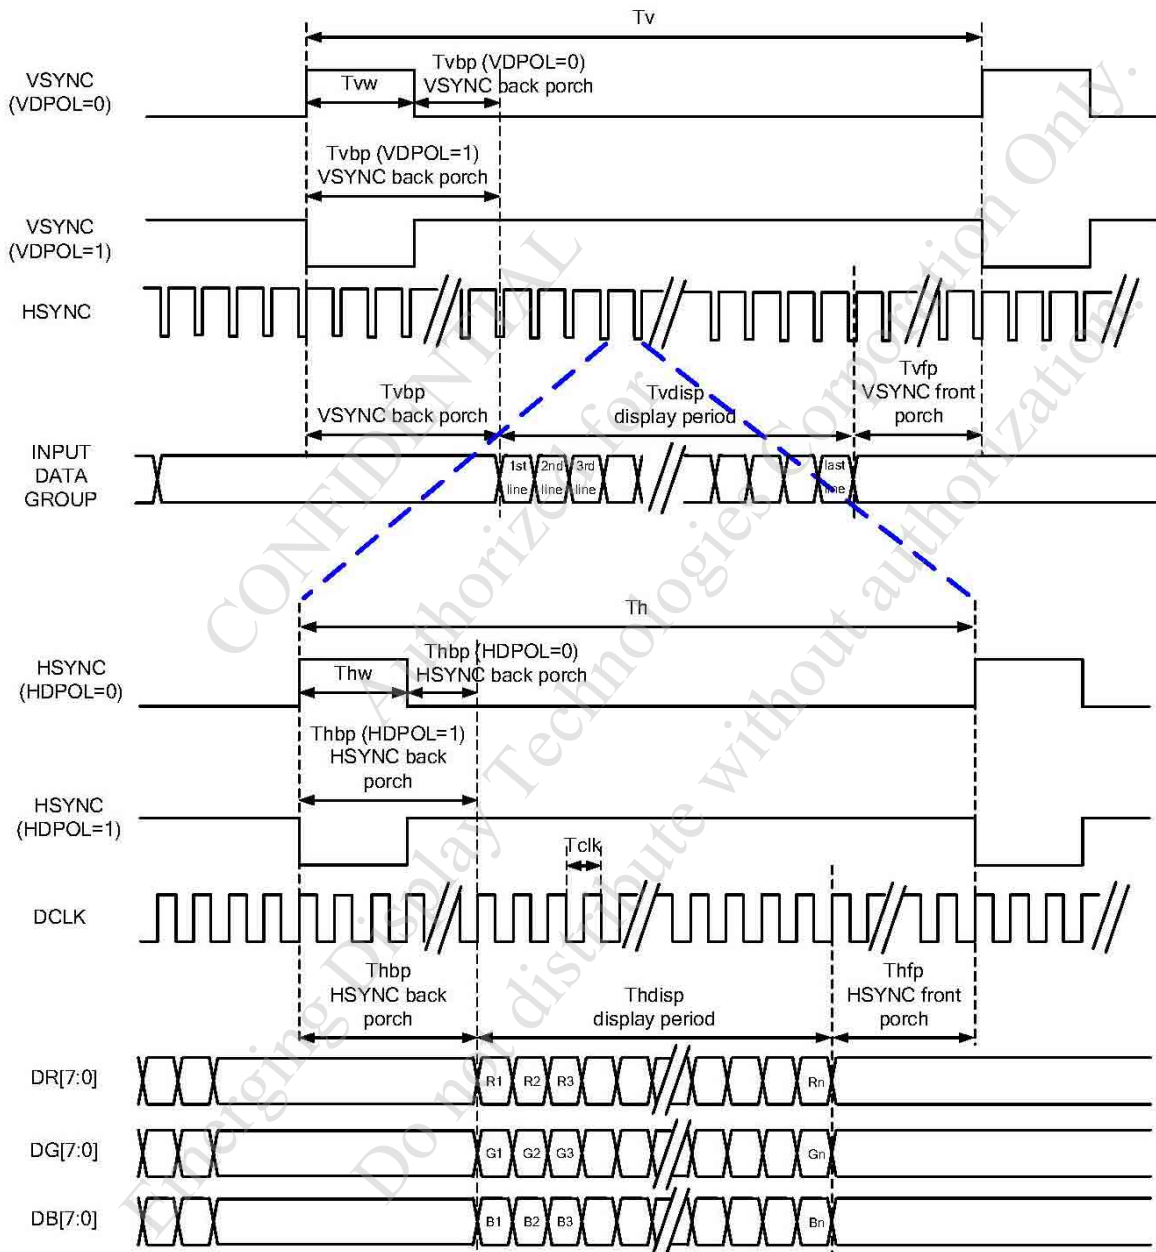 Tv
VSYNC
(VDPOL=0)
Tvw
Tvbp (VDPOL=0)
VSYNC back porch
Tvbp (VDPOL=1)
VSYNC back porch
VSYNC
(VDPOL=1)
HSYNC
Tvbp
VSYNC back porch
Tvdisp
display period
Tvfp
VSYNC front
porch
INPUT
DATA
GROUP
1st
line
2nd
line
3rd
line
last
line
Th
HSYNC
(HDPOL=0)
Thw
Thbp (HDPOL=0)
HSYNC back porch
Thbp (HDPOL=1)
HSYNC back
porch
HSYNC
(HDPOL=1)
Tclk
DCLK
Thbp
HSYNC back
porch
Thdisp
display period
Thfp
HSYNC front
porch
DR[7:0]
R1 R2 R3 Rn
DG[7:0]
G1 G2 G3 Gn
DB[7:0]
B1 B2 B3 Bn
CONFIDENTIAL
Authorized for
Emerging Display Technologies Corporation Only.
Do not distribute without authorization.